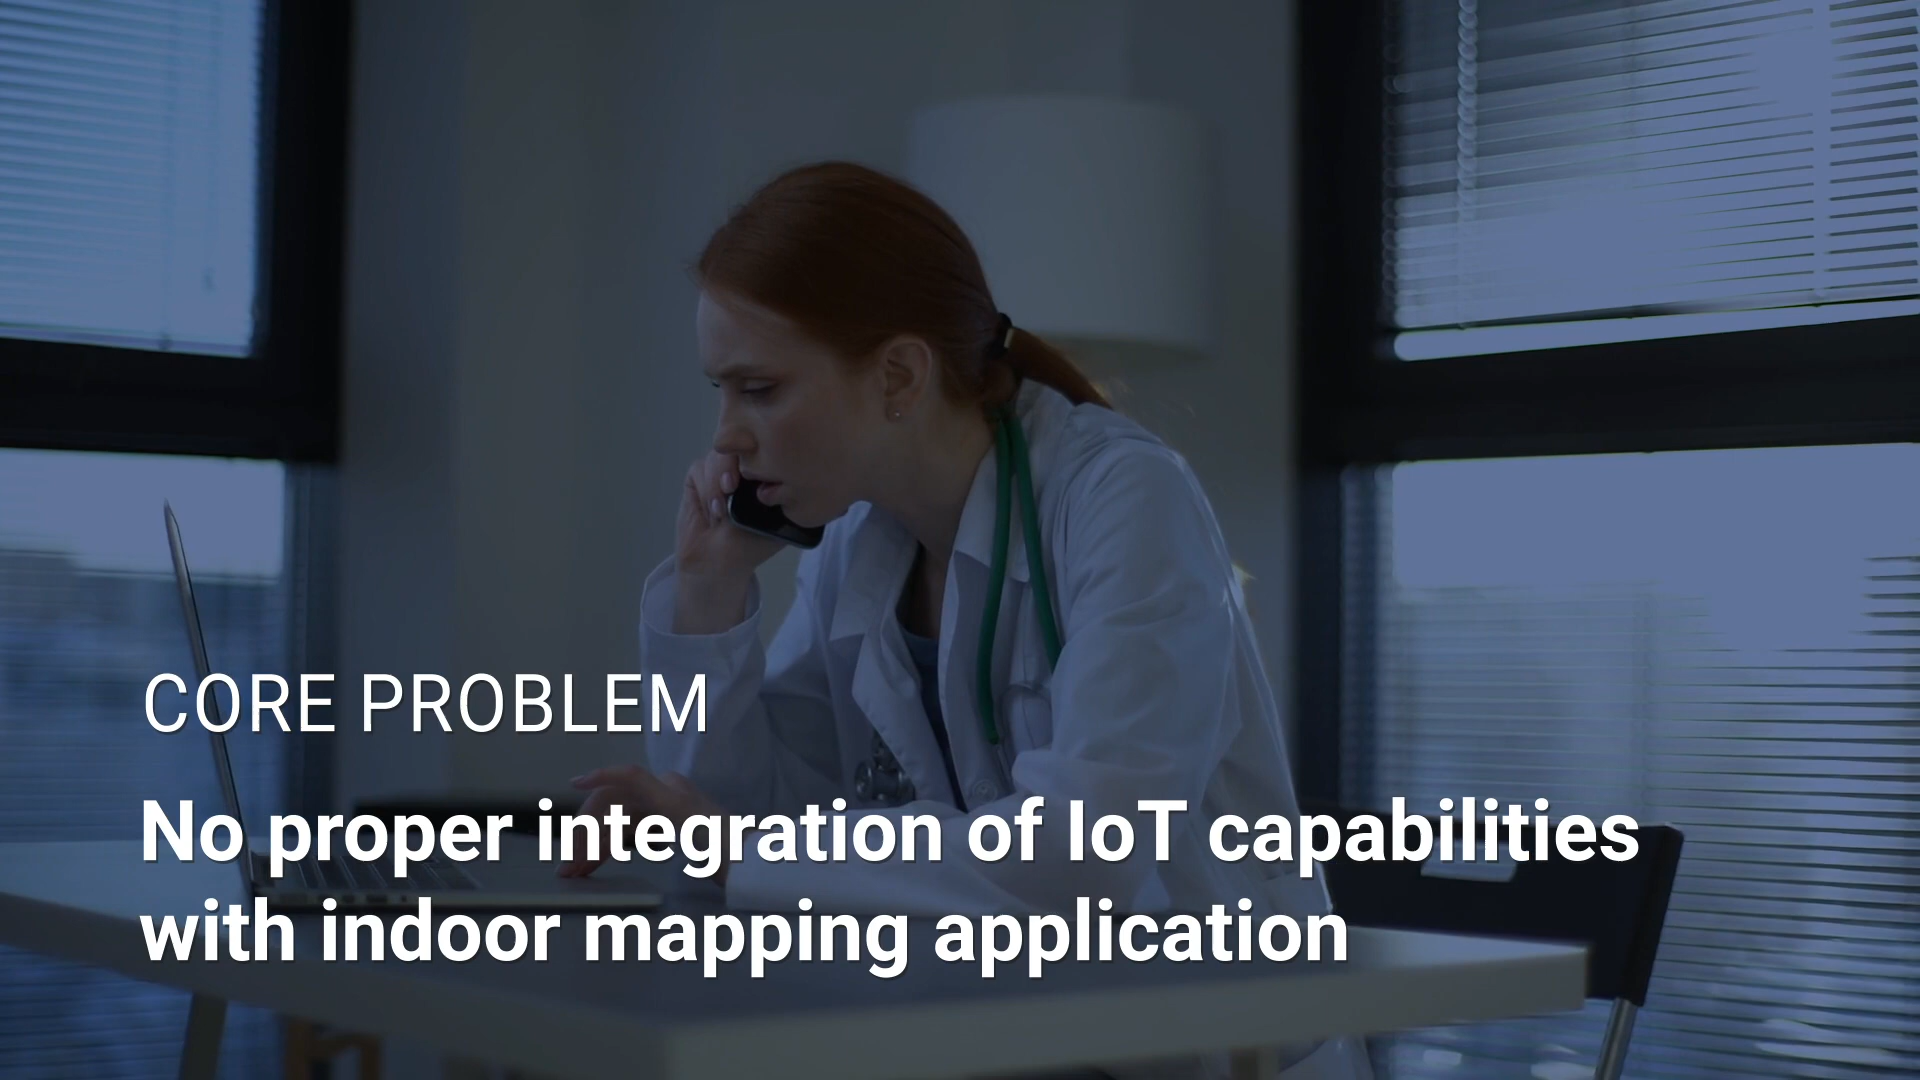 CORE PROBLEM
No proper integration of IoT capabilities
with indoor mapping application